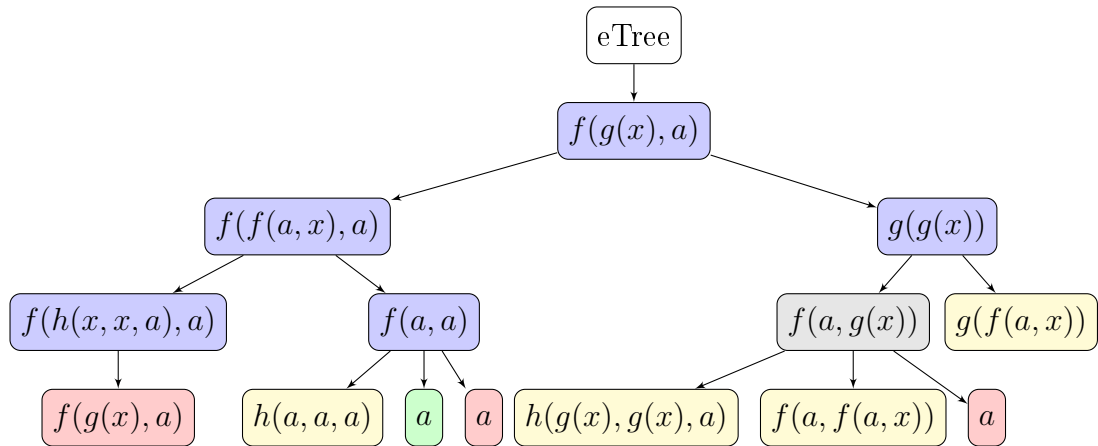 eTree
f(g(x), a)
f(f(a, x), a) g(g(x))
f(h(x, x, a), a) f(a, a) f(a, g(x)) g(f(a, x))
f(g(x), a) h(a, a, a) a a h(g(x), g(x), a) f(a, f(a, x)) a